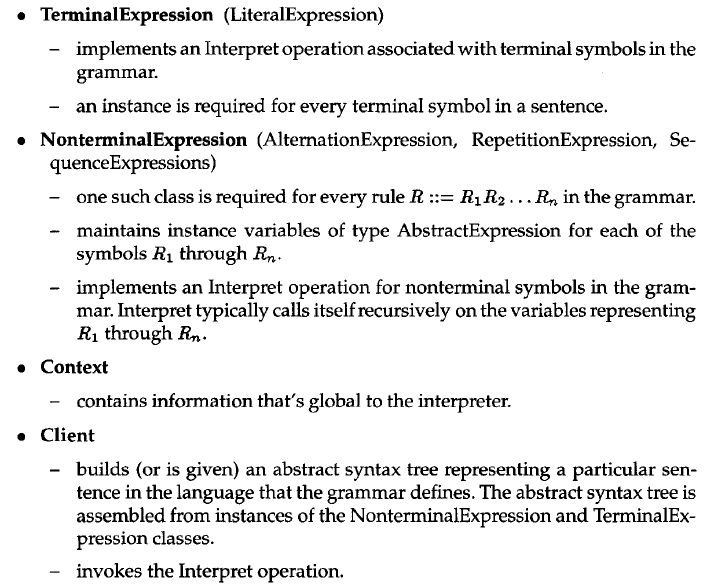 • TerminalExpression (LiteralExpression)
– implements an Interpret operation associated with terminal symbols in the
grammar.
– an instance is required for every terminal symbol in a sentence.
• NonterminalExpression (AlternationExpression, RepetitionExpression, Se-
quenceExpressions)
– one such class is required for every rule R ::= R₁R₂ . . . Rₙ in the grammar.
– maintains instance variables of type AbstractExpression for each of the
symbols R₁ through Rₙ.
– implements an Interpret operation for nonterminal symbols in the gram-
mar. Interpret typically calls itself recursively on the variables representing
R₁ through Rₙ.
• Context
– contains information that's global to the interpreter.
• Client
– builds (or is given) an abstract syntax tree representing a particular sen-
tence in the language that the grammar defines. The abstract syntax tree is
assembled from instances of the NonterminalExpression and TerminalEx-
pression classes.
– invokes the Interpret operation.